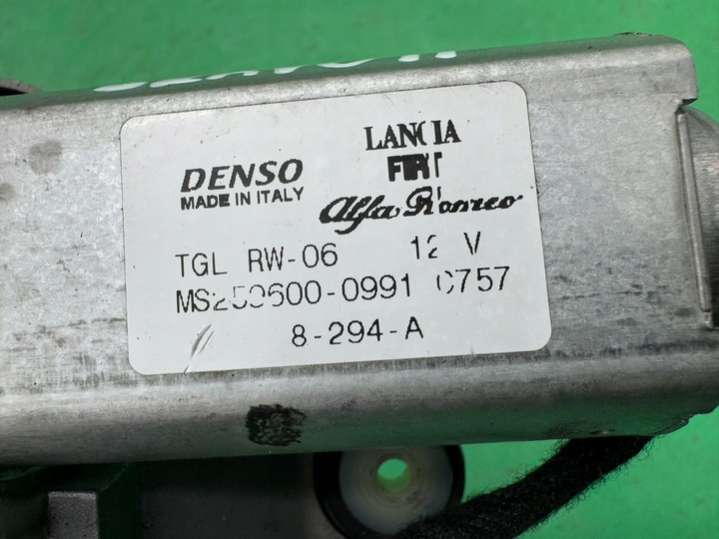 LANCIA
DENSO FIAT
MADE IN ITALY Alfa Romeo
TGL RW-06 12 V
MS259600-0991 C757
8-294-A